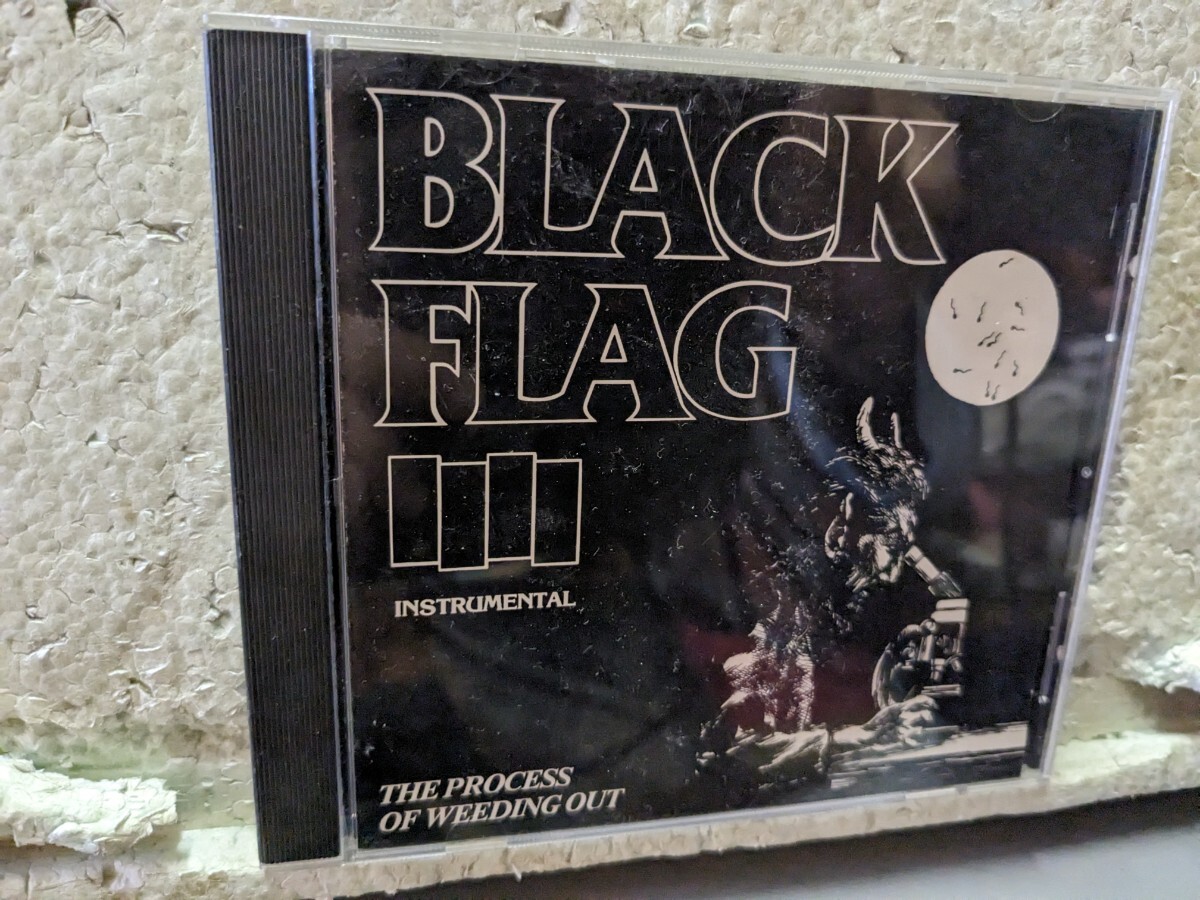 BLACK
FLAG
INSTRUMENTAL
THE PROCESS
OF WEEDING OUT